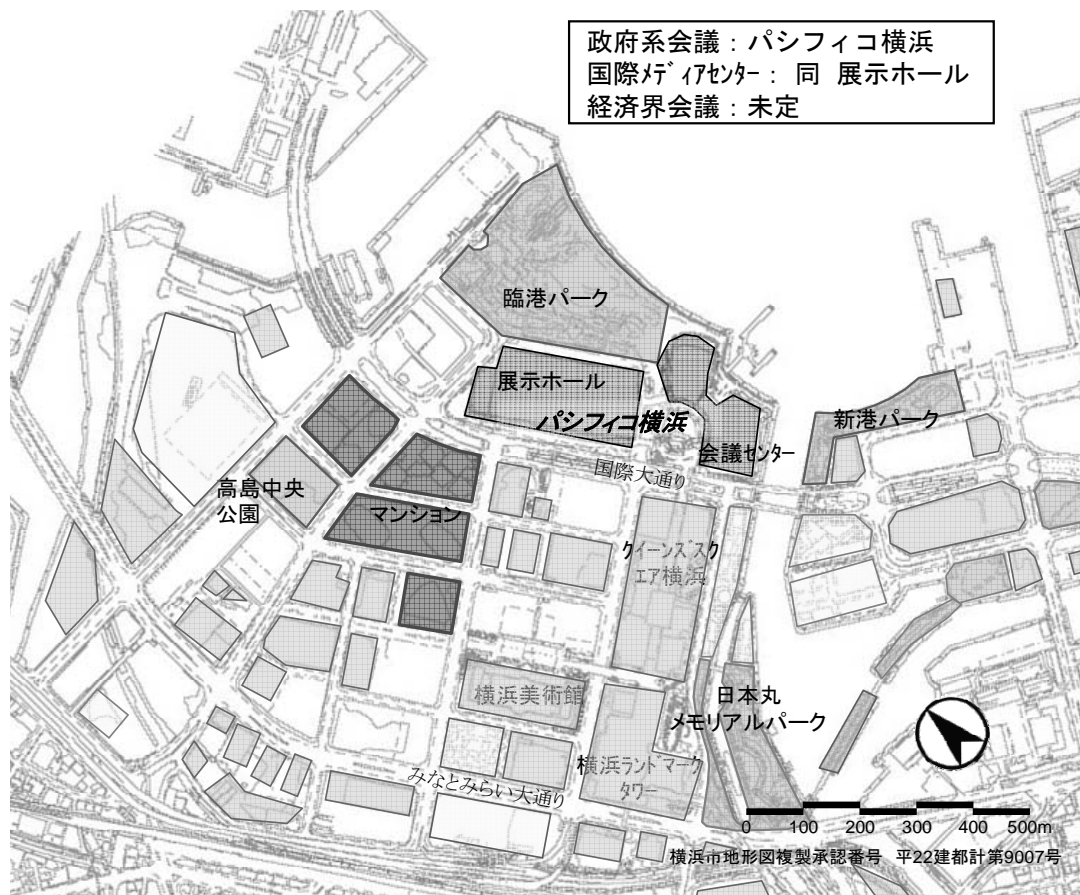 政府系会議：パシフィコ横浜
国際ﾒﾃﾞｨｱｾﾝﾀｰ： 同 展示ホール
経済界会議：未定
臨港パーク
展示ホール
パシフィコ横浜
新港パーク
会議ｾﾝﾀｰ
国際大通り
高島中央
公園
マンション
ｸｲｰﾝｽﾞｽｸ
ｴｱ横浜
横浜美術館
日本丸
メモリアルパーク
横浜ﾗﾝﾄﾞﾏｰｸ
ﾀﾜｰ
みなとみらい大通り
0 100 200 300 400 500m
横浜市地形図複製承認番号 平22建都計第9007号